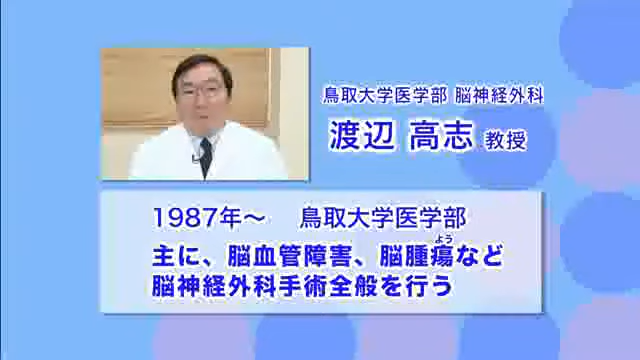 鳥取大学医学部 脳神経外科
渡辺 高志 教授
1987年～ 鳥取大学医学部
よう
主に、脳血管障害、脳腫瘍など
脳神経外科手術全般を行う